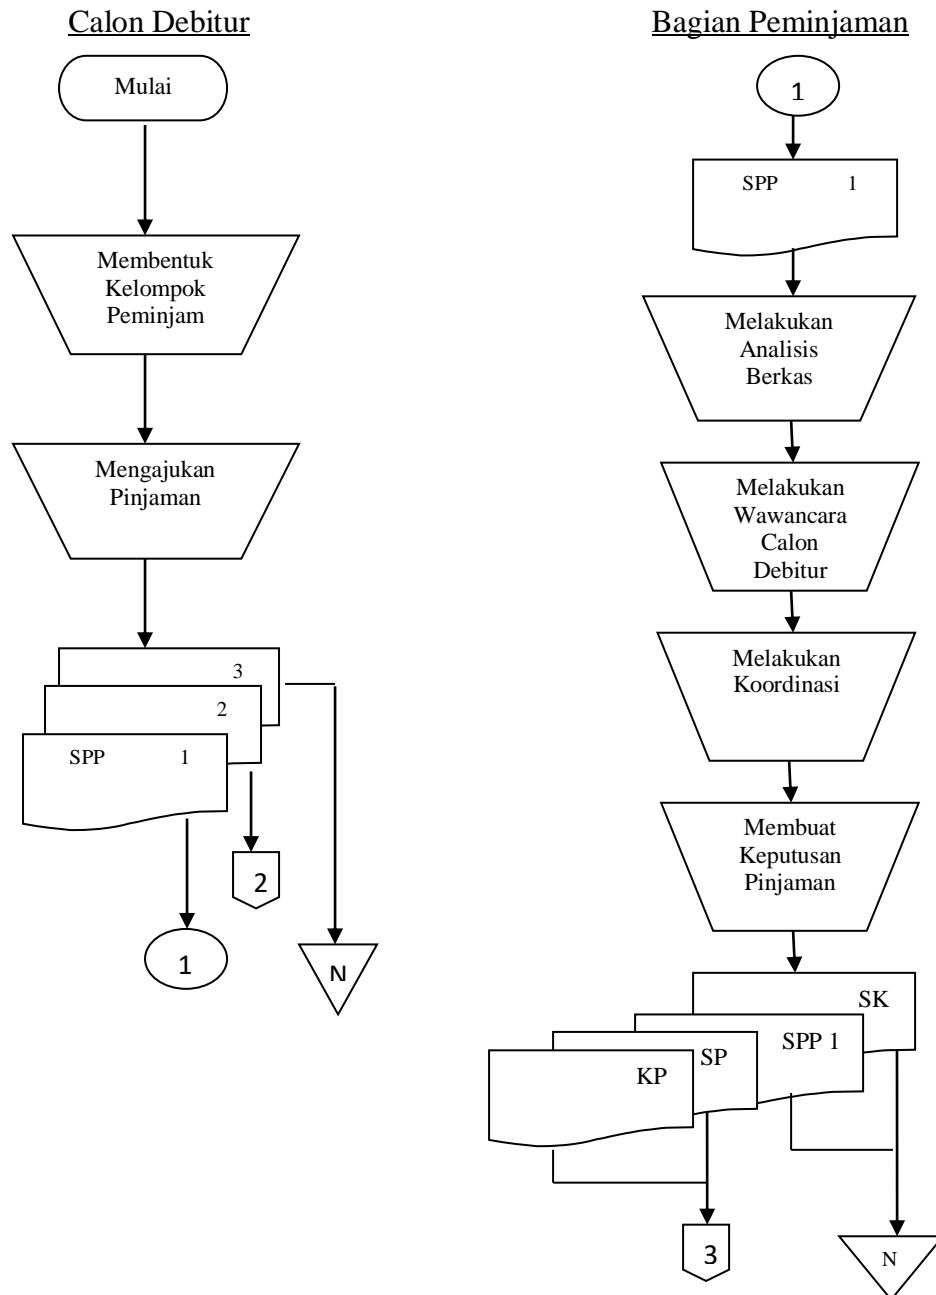 Calon Debitur
Mulai
Membentuk
Kelompok
Peminjam
Mengajukan
Pinjaman
3
2
SPP 1
2
1
N
Bagian Peminjaman
1
SPP 1
Melakukan
Analisis
Berkas
Melakukan
Wawancara
Calon
Debitur
Melakukan
Koordinasi
Membuat
Keputusan
Pinjaman
SK
SPP 1
SP
KP
3
N